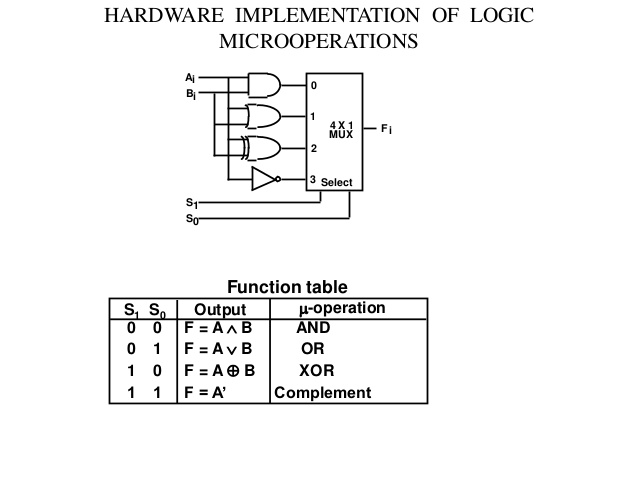 HARDWARE IMPLEMENTATION OF LOGIC
MICROOPERATIONS
Ai
Bi
0
1
4 X 1
MUX
Fi
2
3 Select
S1
S0
Function table
S1 S0 Output μ-operation
0 0 F = A ∧ B AND
0 1 F = A ∨ B OR
1 0 F = A ⊕ B XOR
1 1 F = A’ Complement